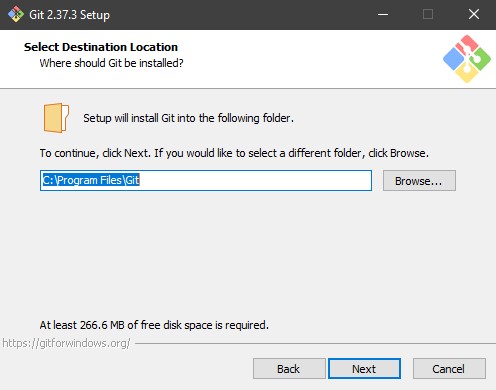 Git 2.37.3 Setup
Select Destination Location
Where should Git be installed?
Setup will install Git into the following folder.
To continue, click Next. If you would like to select a different folder, click Browse.
C:\Program Files\Git
Browse...
At least 266.6 MB of free disk space is required.
https://gitforwindows.org/
Back
Next
Cancel